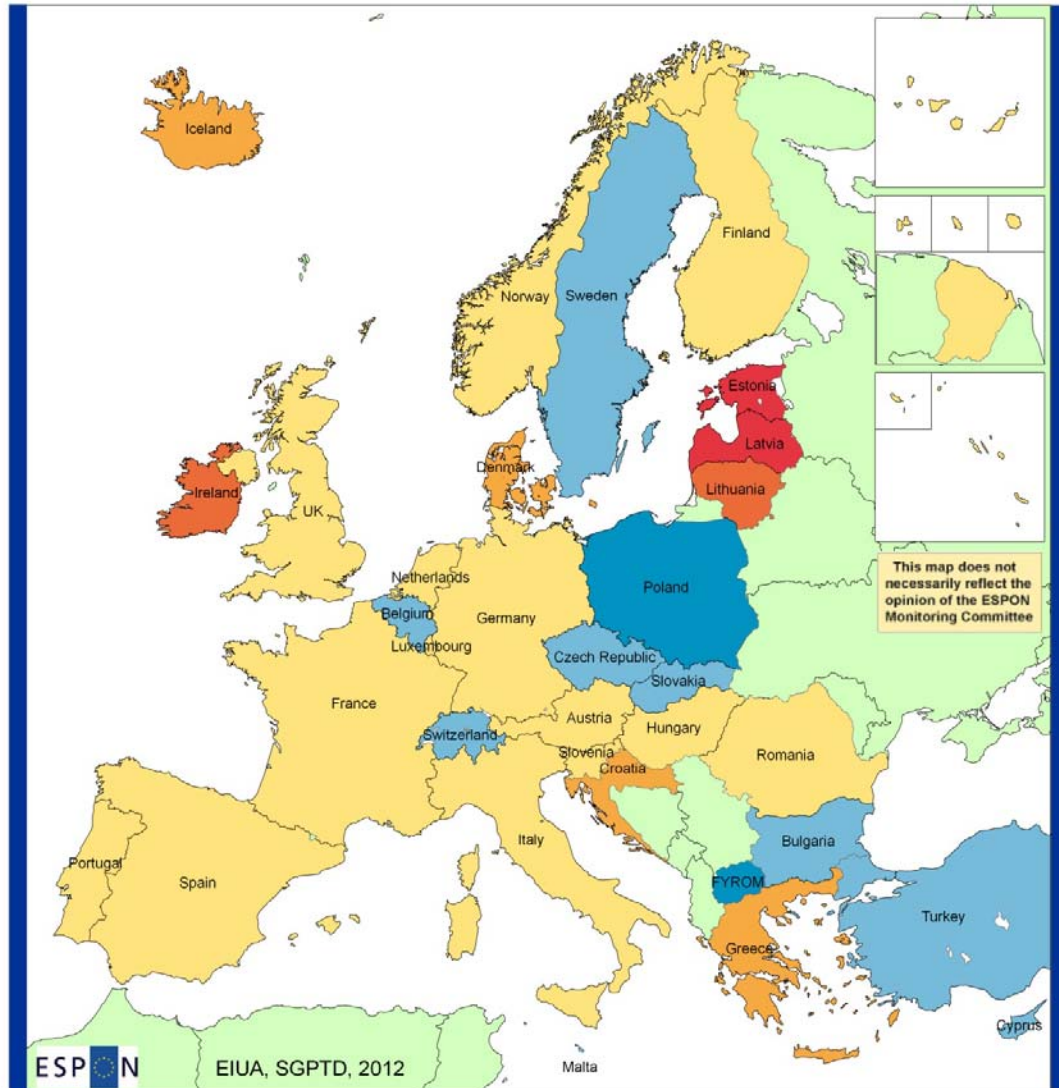 Iceland
Finland
Norway
Sweden
Estonia
Latvia
Denmark
Lithuania
Ireland
UK
This map does not
necessarily reflect the
opinion of the ESPON
Monitoring Committee
Netherlands
Poland
Belgium
Germany
Luxembourg
Czech Republic
Slovakia
France
Austria
Hungary
Switzerland
Slovenia
Romania
Croatia
Italy
Bulgaria
Portugal
Spain
FYROM
Turkey
Greece
Cyprus
Malta
ESPON
EIUA, SGPTD, 2012